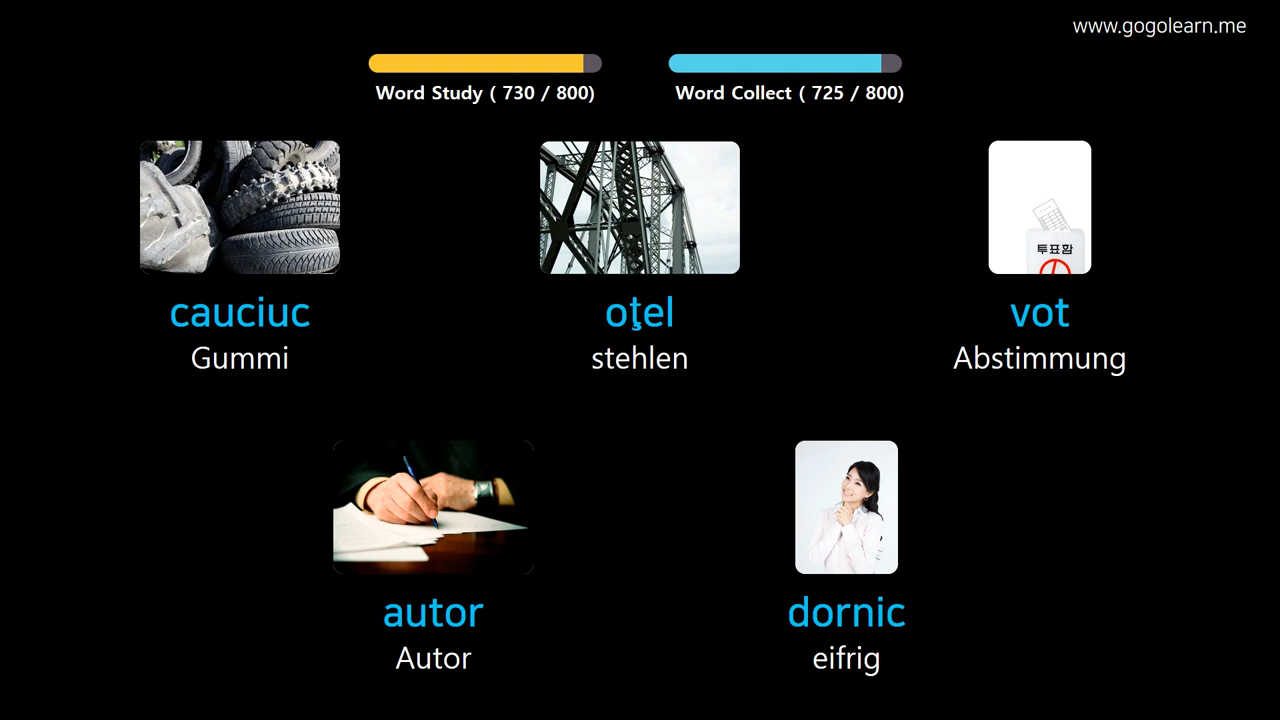 www.gogolearn.me
Word Study ( 730 / 800)
Word Collect ( 725 / 800)
투표함
cauciuc
oţel
vot
Gummi
stehlen
Abstimmung
autor
dornic
Autor
eifrig